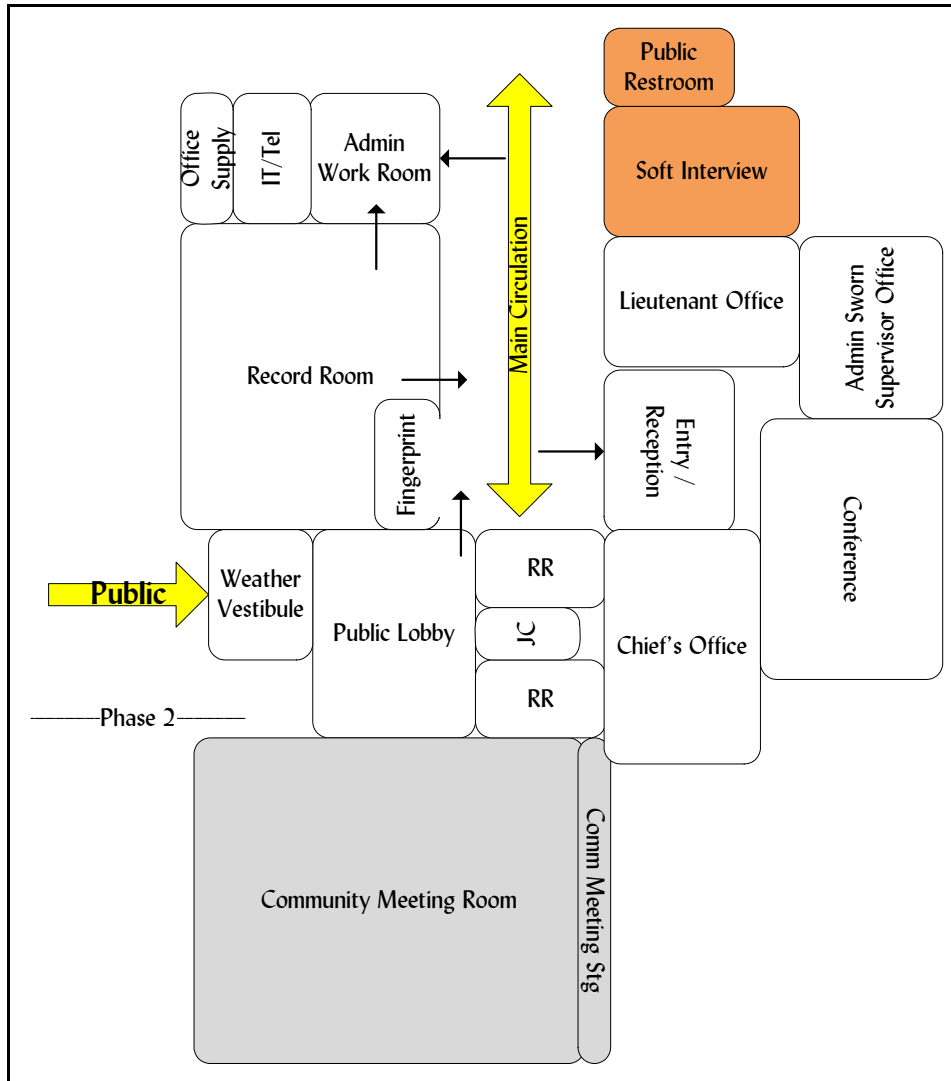 Public
Restroom
Office
Supply
IT/Tel
Admin
Work Room
Soft Interview
Main Circulation
Lieutenant Office
Admin Sworn
Supervisor Office
Record Room
Fingerprint
Entry /
Reception
Conference
Public
Weather
Vestibule
Public Lobby
RR
JC
RR
Chief's Office
Phase 2
Community Meeting Room
Comm Meeting Stg